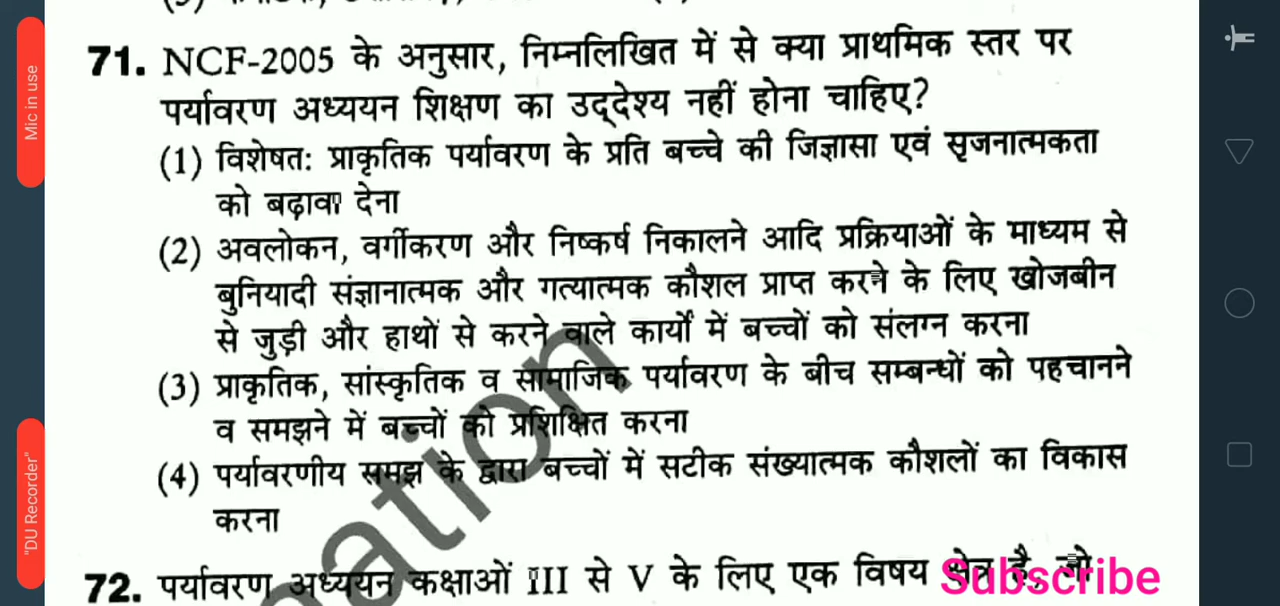 71. NCF-2005 के अनुसार, निम्नलिखित में से क्या प्राथमिक स्तर पर
पर्यावरण अध्ययन शिक्षण का उद्देश्य नहीं होना चाहिए?
(1) विशेषत: प्राकृतिक पर्यावरण के प्रति बच्चे की जिज्ञासा एवं सृजनात्मकता
को बढ़ावा देना
(2) अवलोकन, वर्गीकरण और निष्कर्ष निकालने आदि प्रक्रियाओं के माध्यम से
बुनियादी संज्ञानात्मक और गत्यात्मक कौशल प्राप्त करने के लिए खोजबीन
से जुड़ी और हाथों से करने वाले कार्यों में बच्चों को संलग्न करना
(3) प्राकृतिक, सांस्कृतिक व सामाजिक पर्यावरण के बीच सम्बन्धों को पहचानने
व समझने में बच्चों को प्रशिक्षित करना
(4) पर्यावरणीय समझ के द्वारा बच्चों में सटीक संख्यात्मक कौशलों का विकास
करना
72. पर्यावरण अध्ययन कक्षाओं III से V के लिए एक विषय क्षेत्र है, जो
Subscribe
Mic in use
"DU Recorder"
ation